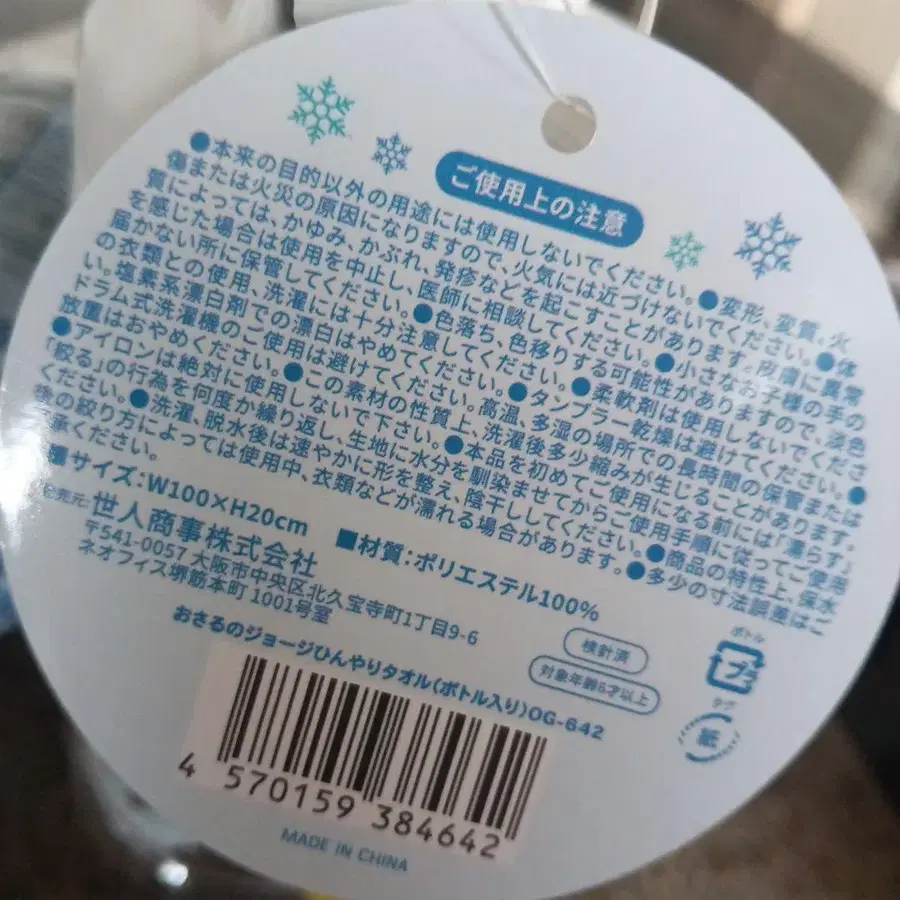 ご使用上の注意
●本来の目的以外の用途には使用しないでください。●変形、変質、火
傷または火災の原因になりますので、火気には近づけないでください。●体
質によっては、かゆみ、かぶれ、発疹などを起こすことがあります。皮膚に異常
を感じた場合は使用を中止し、医師に相談してください。●小さなお子様の手の
届かない所に保管してください。●色落ち、色移りする可能性がありますので、淡色
の衣類との使用、洗濯には十分注意してください。●柔軟剤は使用しないでくださ
い。塩素系漂白剤での漂白はやめてください。●タンブラー乾燥は避けてください。●
ドラム式洗濯機のご使用は避けてください。高温、多湿の場所での長時間の保管または
放置はおやめください。●この素材の性質上、洗濯後多少縮みが生じることがあります。
●アイロンは絶対に使用しないで下さい。●本品を初めてご使用になる前には「濡らす」
「絞る」の行為を何度か繰り返し、生地に水分を馴染ませてからご使用手順に従ってご使用
ください。●洗濯、脱水後は速やかに形を整え、陰干ししてください。●商品の特性上、保水
後の絞り方によっては使用中、衣類などが濡れる場合があります。●多少の寸法誤差はご
承ください。
■サイズ:W100×H20cm ■材質:ポリエステル100%
発売元:世人商事株式会社
〒541-0057 大阪市中央区北久宝寺町1丁目9-6
ネオフィス堺筋本町 1001号室
検針済
対象年齢6才以上
ボトル
プラ
タグ
紙
おさるのジョージひんやりタオル(ボトル入り)OG-642
4 570159 384642
MADE IN CHINA